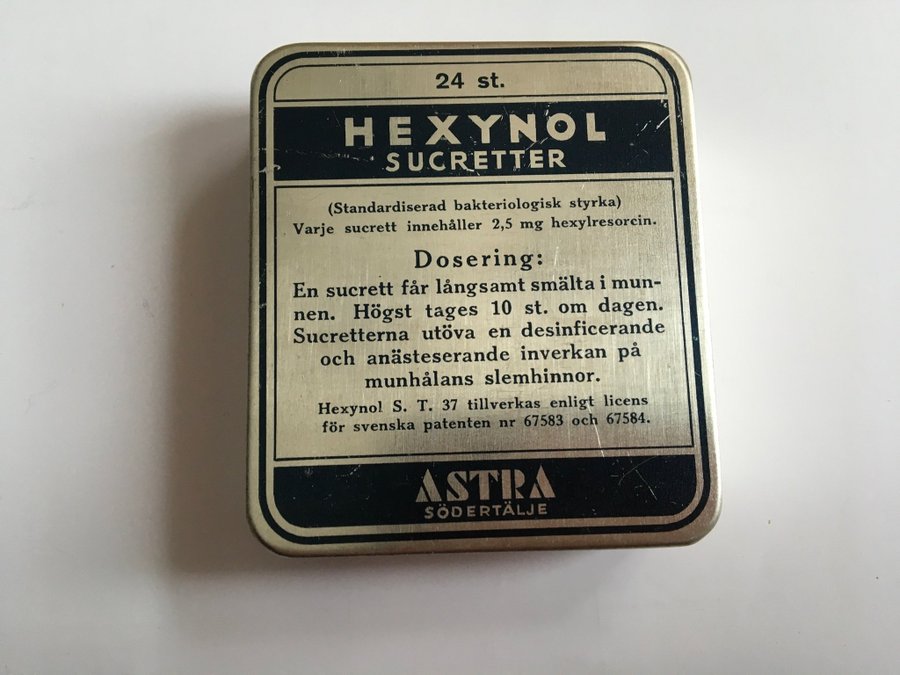 24 st.
HEXYNOL
SUCRETTER
(Standardiserad bakteriologisk styrka)
Varje sucrett innehåller 2,5 mg hexylresorcin.
Dosering:
En sucrett får långsamt smälta i mun-
nen. Högst tages 10 st. om dagen.
Sucretterna utöva en desinficerande
och anästeserande inverkan på
munhålans slemhinnor.
Hexynol S. T. 37 tillverkas enligt licens
för svenska patenten nr 67583 och 67584.
ASTRA
SÖDERTÄLJE